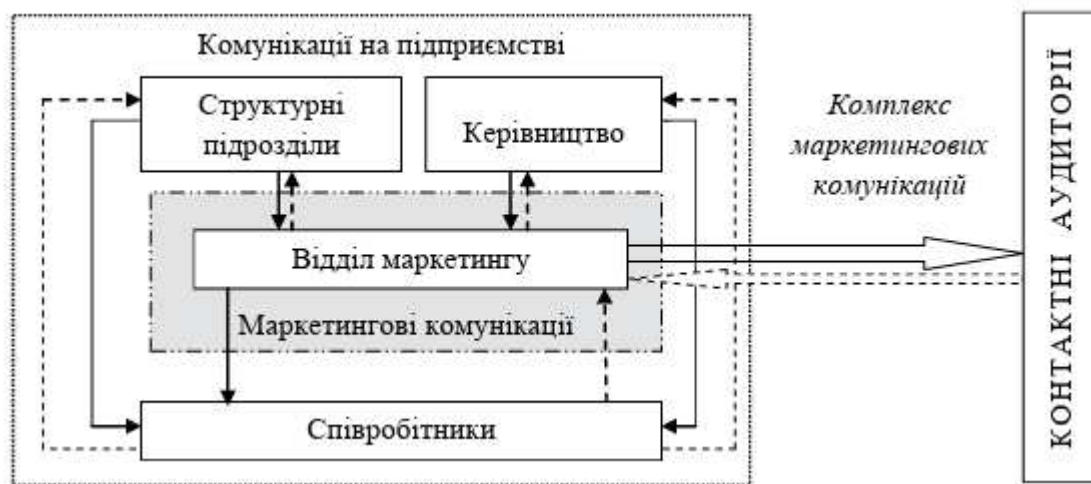 Комунікації на підприємстві
Структурні
підрозділи
Керівництво
Комплекс
маркетингових
комунікацій
Відділ маркетингу
Маркетингові комунікації
Співробітники
КОНТАКТНІ АУДИТОРІЇ